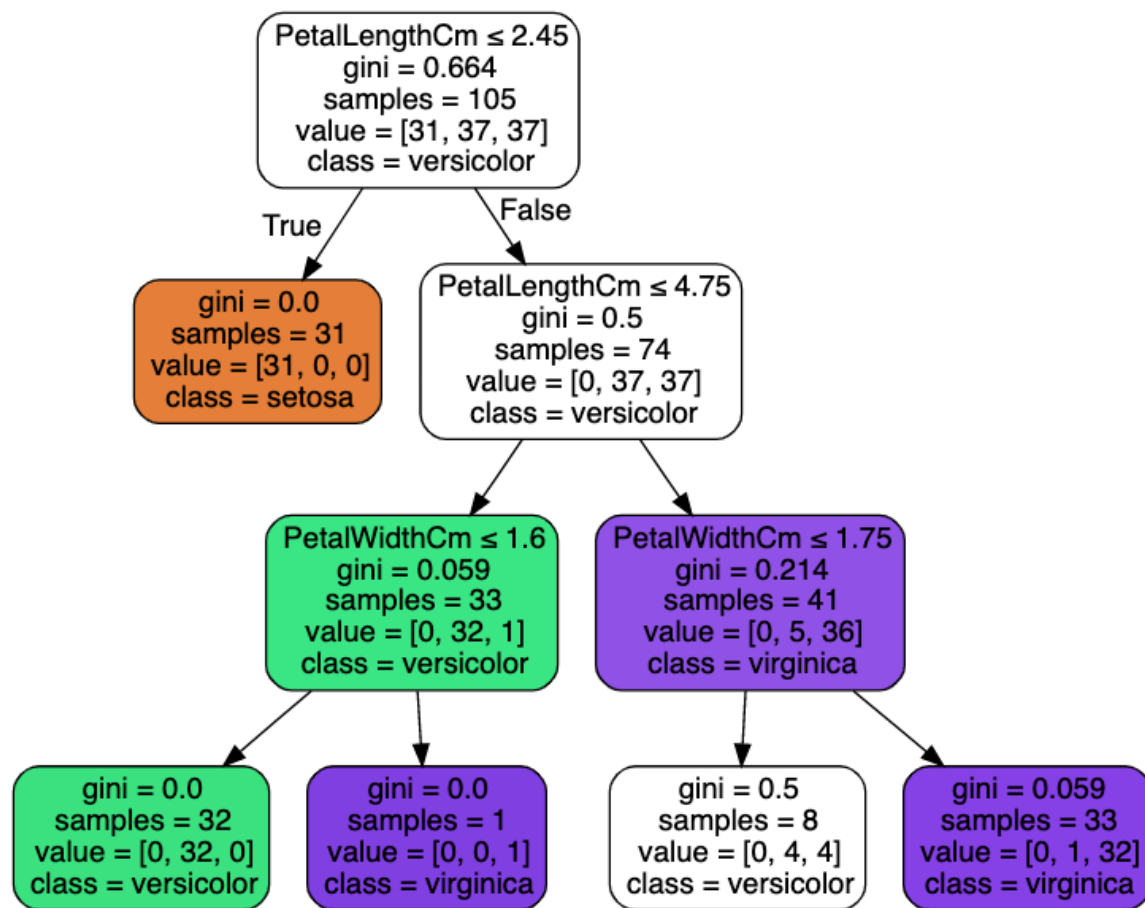 PetalLengthCm ≤ 2.45
gini = 0.664
samples = 105
value = [31, 37, 37]
class = versicolor
True
False
gini = 0.0
samples = 31
value = [31, 0, 0]
class = setosa
PetalLengthCm ≤ 4.75
gini = 0.5
samples = 74
value = [0, 37, 37]
class = versicolor
PetalWidthCm ≤ 1.6
gini = 0.059
samples = 33
value = [0, 32, 1]
class = versicolor
PetalWidthCm ≤ 1.75
gini = 0.214
samples = 41
value = [0, 5, 36]
class = virginica
gini = 0.0
samples = 32
value = [0, 32, 0]
class = versicolor
gini = 0.0
samples = 1
value = [0, 0, 1]
class = virginica
gini = 0.5
samples = 8
value = [0, 4, 4]
class = versicolor
gini = 0.059
samples = 33
value = [0, 1, 32]
class = virginica